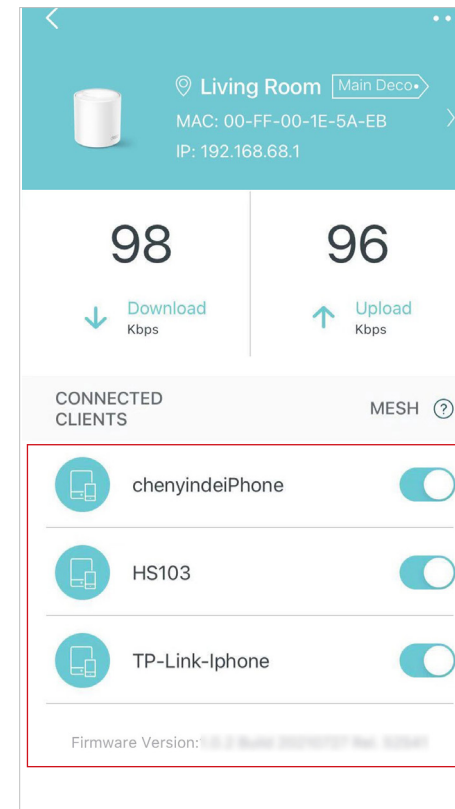 Living Room Main Deco
MAC: 00-FF-00-1E-5A-EB
IP: 192.168.68.1
98 96
Download Upload
Kbps Kbps
CONNECTED
CLIENTS
MESH ?
chenyindeiPhone
HS103
TP-Link-Iphone
Firmware Version: